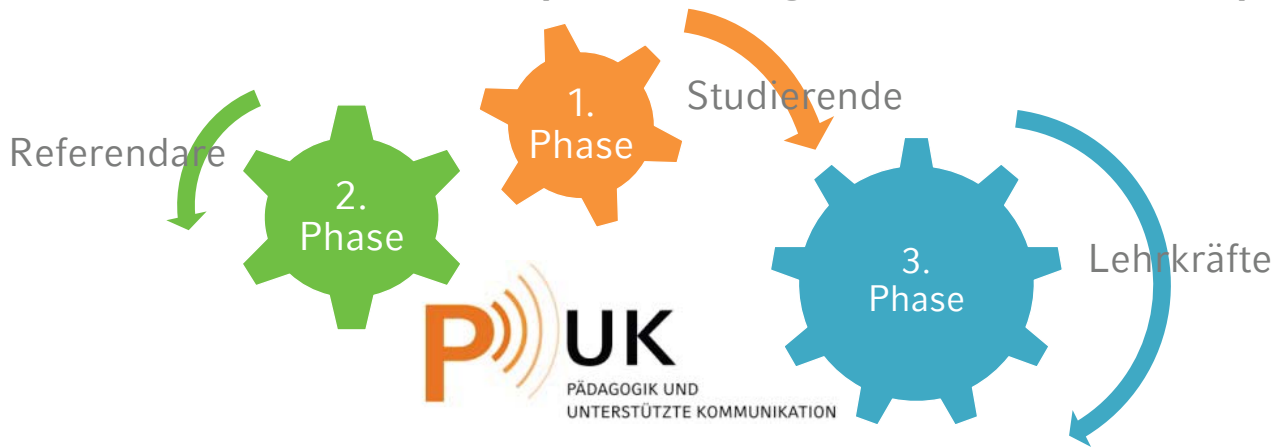 1.
Phase
Studierende
Referendare
2.
Phase
3.
Phase
Lehrkräfte
P))) UK
PÄDAGOGIK UND
UNTERSTÜTZTE KOMMUNIKATION